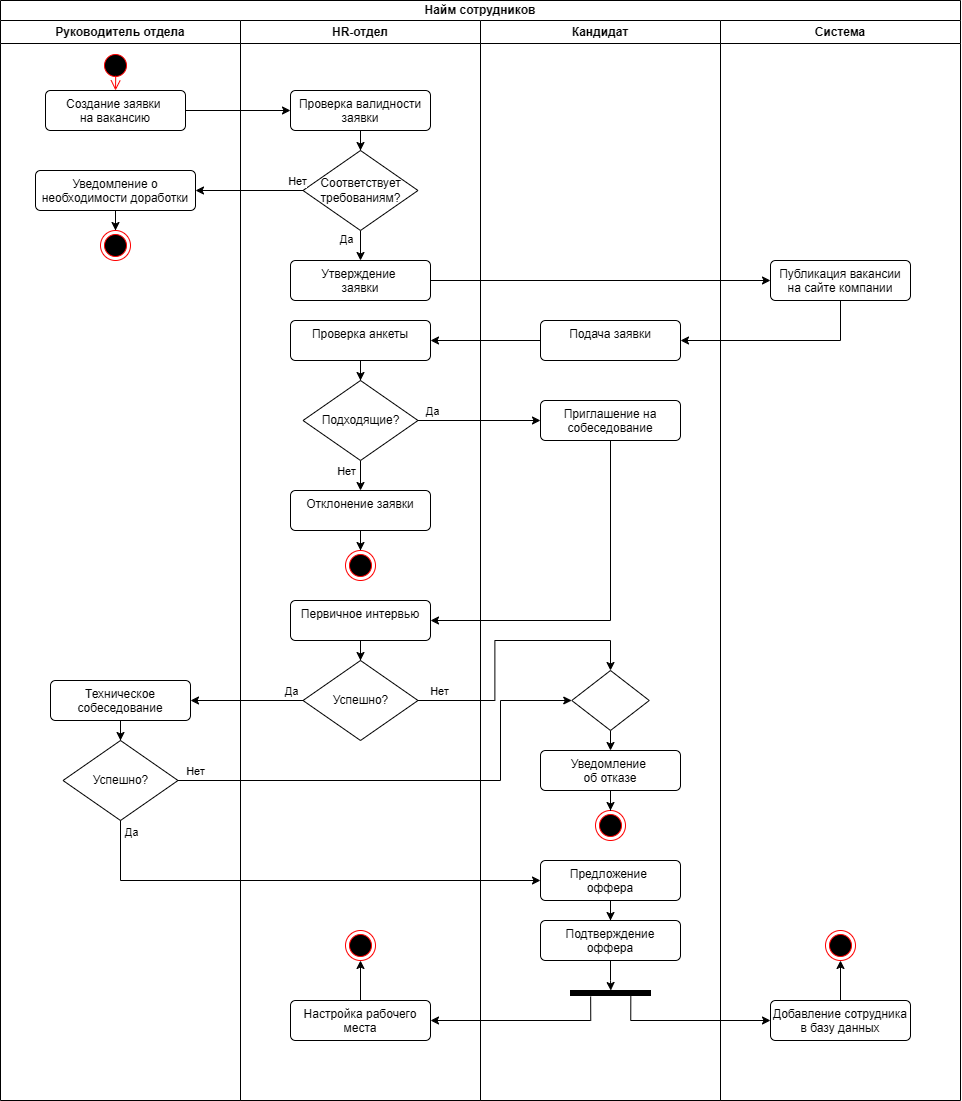 Найм сотрудников
Руководитель отдела
HR-отдел
Кандидат
Система
Создание заявки
на вакансию
Проверка валидности
заявки
Уведомление о
необходимости доработки
Нет
Соответствует
требованиям?
Да
Утверждение
заявки
Публикация вакансии
на сайте компании
Проверка анкеты
Подача заявки
Подходящие?
Да
Приглашение на
собеседование
Нет
Отклонение заявки
Первичное интервью
Техническое
собеседование
Да
Успешно?
Нет
Успешно?
Нет
Уведомление
об отказе
Да
Предложение
оффера
Подтверждение
оффера
Настройка рабочего
места
Добавление сотрудника
в базу данных